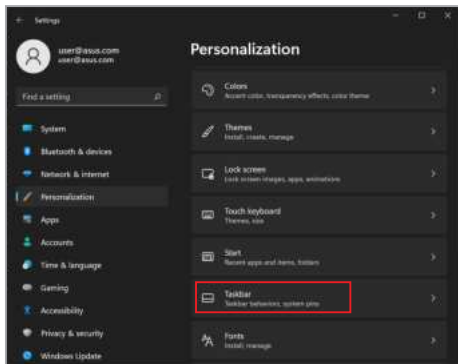 Settings
user@asus.com
user@asus.com
Find a setting
System
Bluetooth & devices
Network & internet
Personalization
Apps
Accounts
Time & language
Gaming
Accessibility
Privacy & security
Windows Update
Personalization
Colors
Accent color, transparency effects, color theme
Themes
Install, create, manage
Lock screen
Lock screen images, apps, animations
Touch keyboard
Themes, size
Start
Recent apps and items, folders
Taskbar
Taskbar behaviors, system pins
Fonts
Install, manage